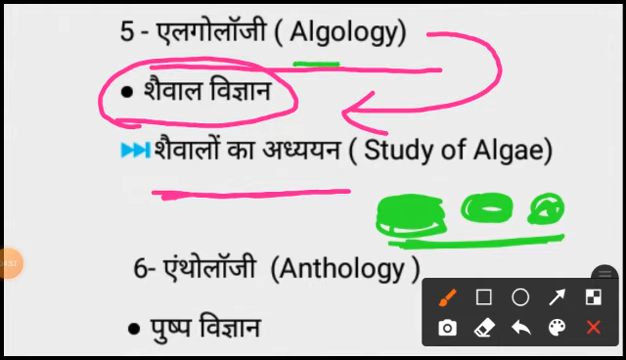 5 - एलगोलॉजी ( Algology)
● शैवाल विज्ञान
शैवालों का अध्ययन ( Study of Algae)
6- एंथोलॉजी (Anthology )
● पुष्प विज्ञान